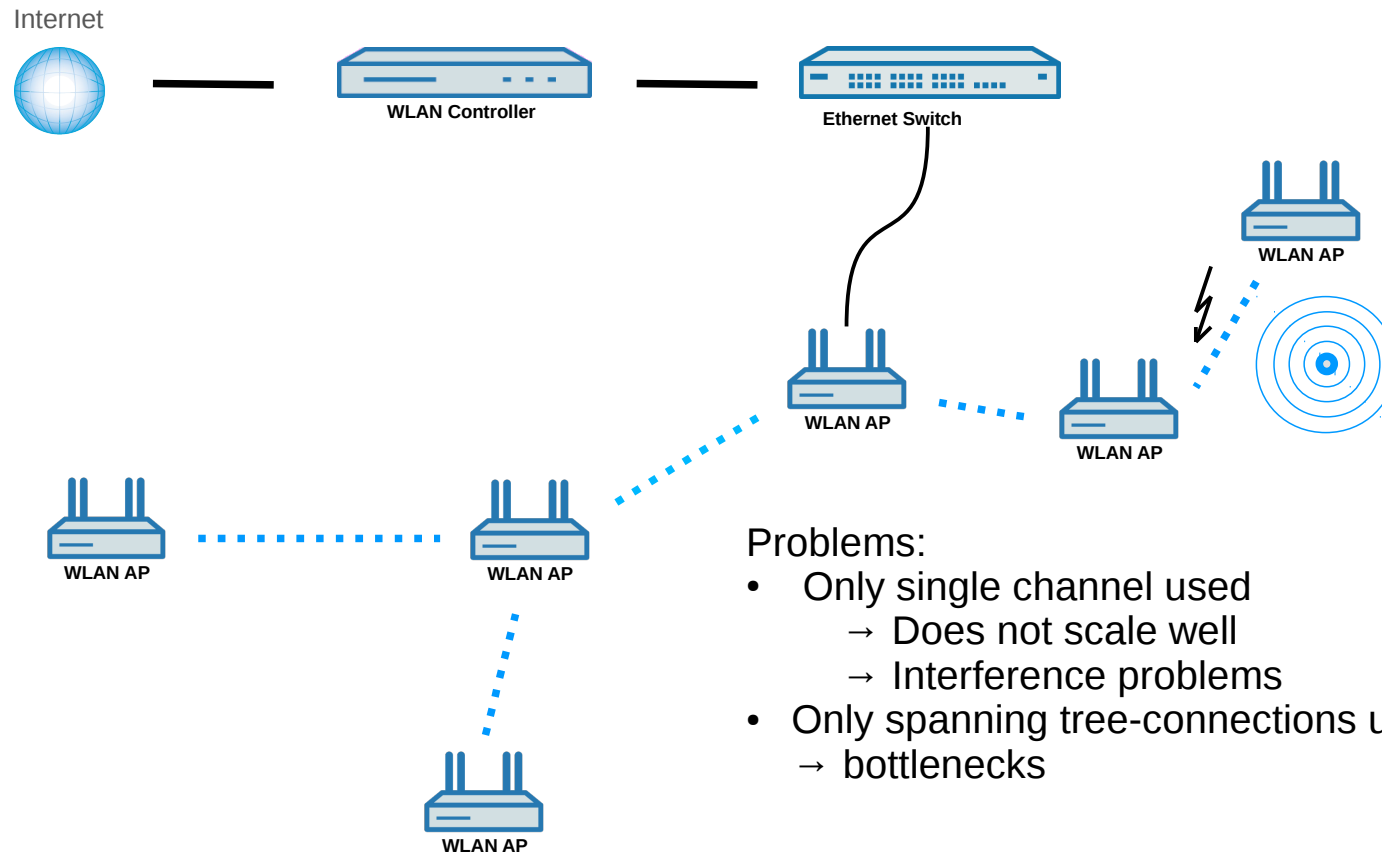 Internet
WLAN Controller
Ethernet Switch
WLAN AP
WLAN AP
WLAN AP
WLAN AP
WLAN AP
WLAN AP
Problems:
• Only single channel used
→ Does not scale well
→ Interference problems
• Only spanning tree-connections
→ bottlenecks